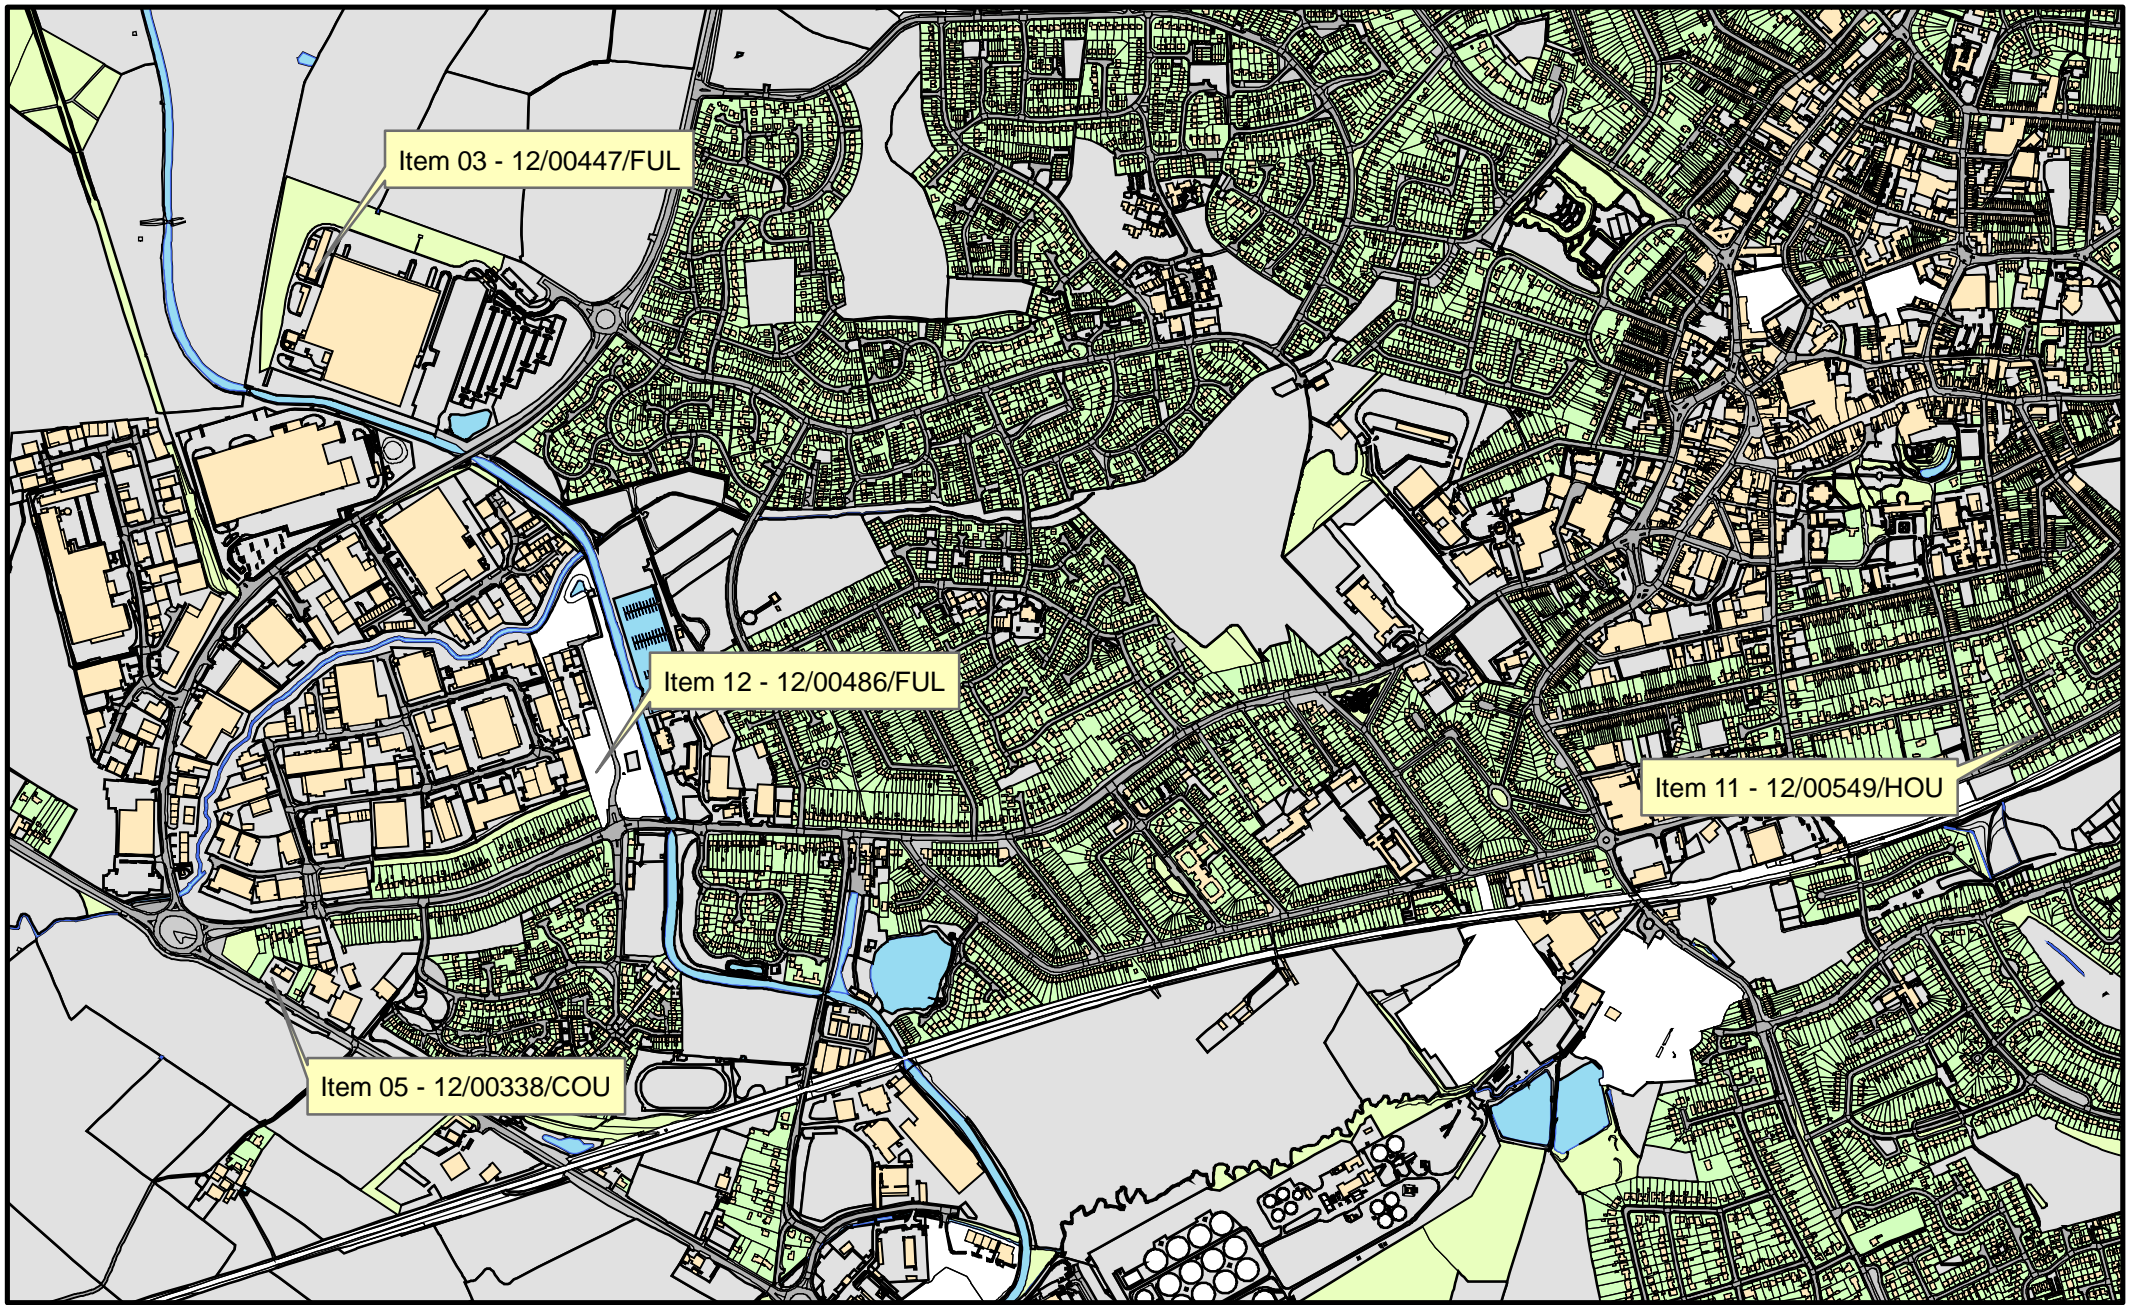 Item 03 - 12/00447/FUL
Item 12 - 12/00486/FUL
Item 11 - 12/00549/HOU
Item 05 - 12/00338/COU